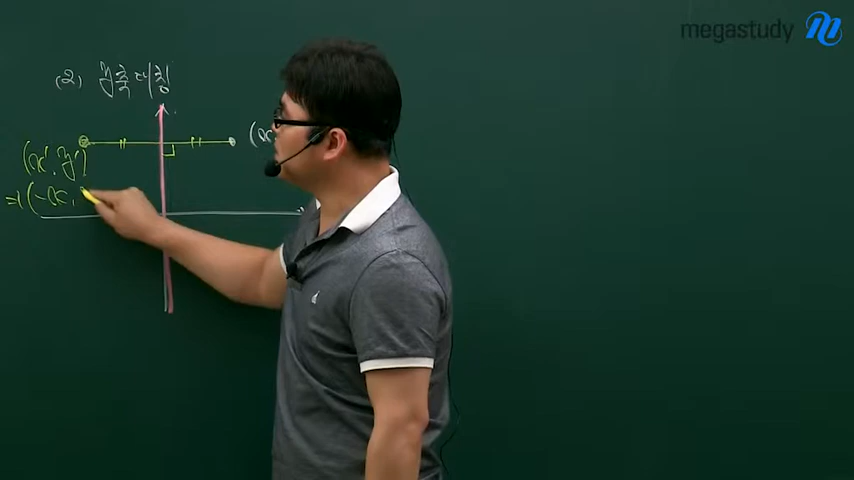 megastudy
(2) y축대칭
(x
(x', y')
⇒ (-x,